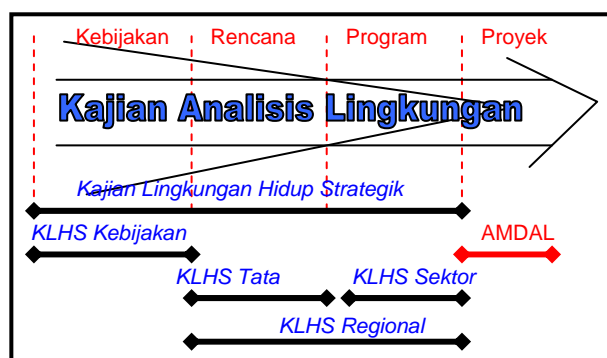 Kebijakan Rencana Program Proyek
Kajian Analisis Lingkungan
Kajian Lingkungan Hidup Strategik
KLHS Kebijakan AMDAL
KLHS Tata KLHS Sektor
KLHS Regional